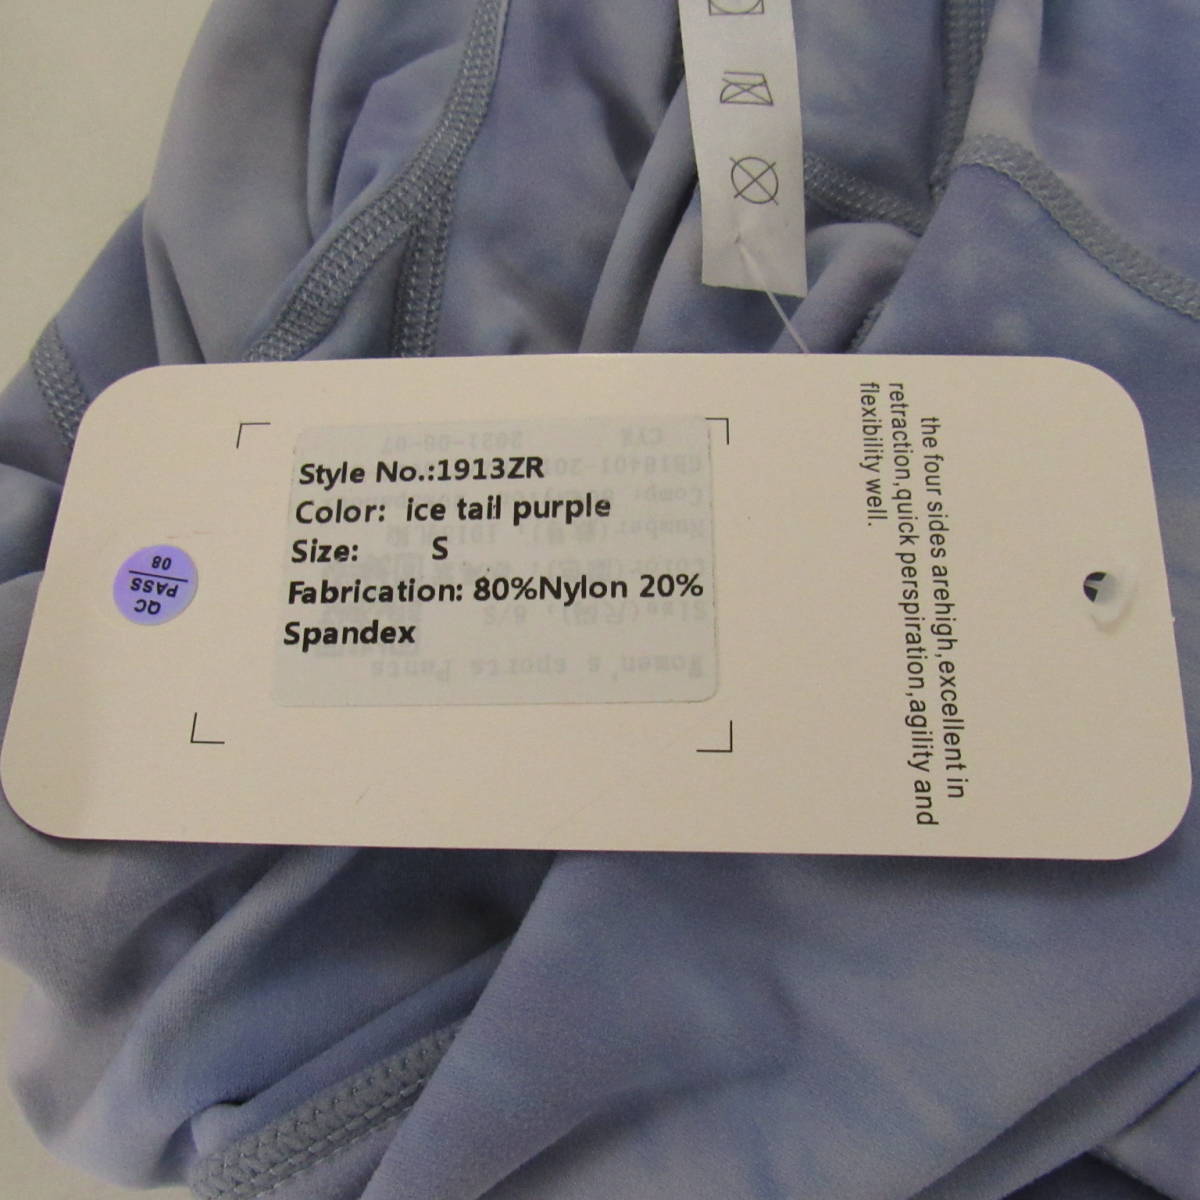 Style No.:1913ZR
Color: ice tail purple
Size: S
Fabrication: 80%Nylon 20%
Spandex
the four sides arehigh,excellent in
retraction,quick perspiration,agility and
flexibility well.
QC
PASS
08